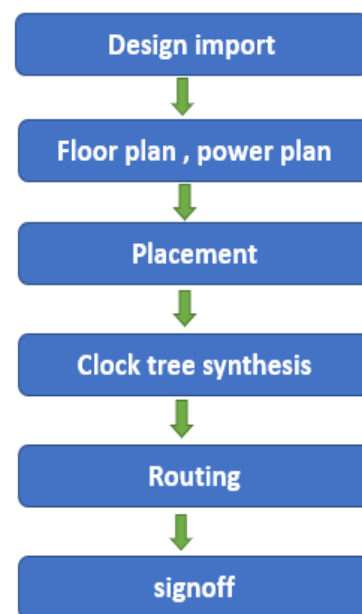 Design import
Floor plan , power plan
Placement
Clock tree synthesis
Routing
signoff